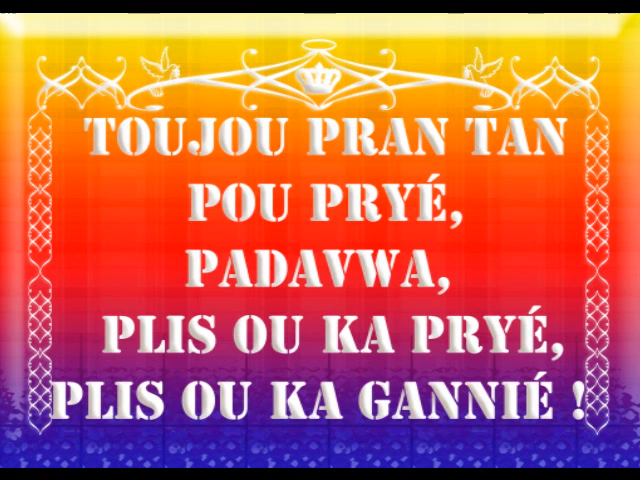 TOUJOU PRAN TAN
POU PRYÉ,
PADAVWA,
PLIS OU KA PRYÉ,
PLIS OU KA GANNIÉ !